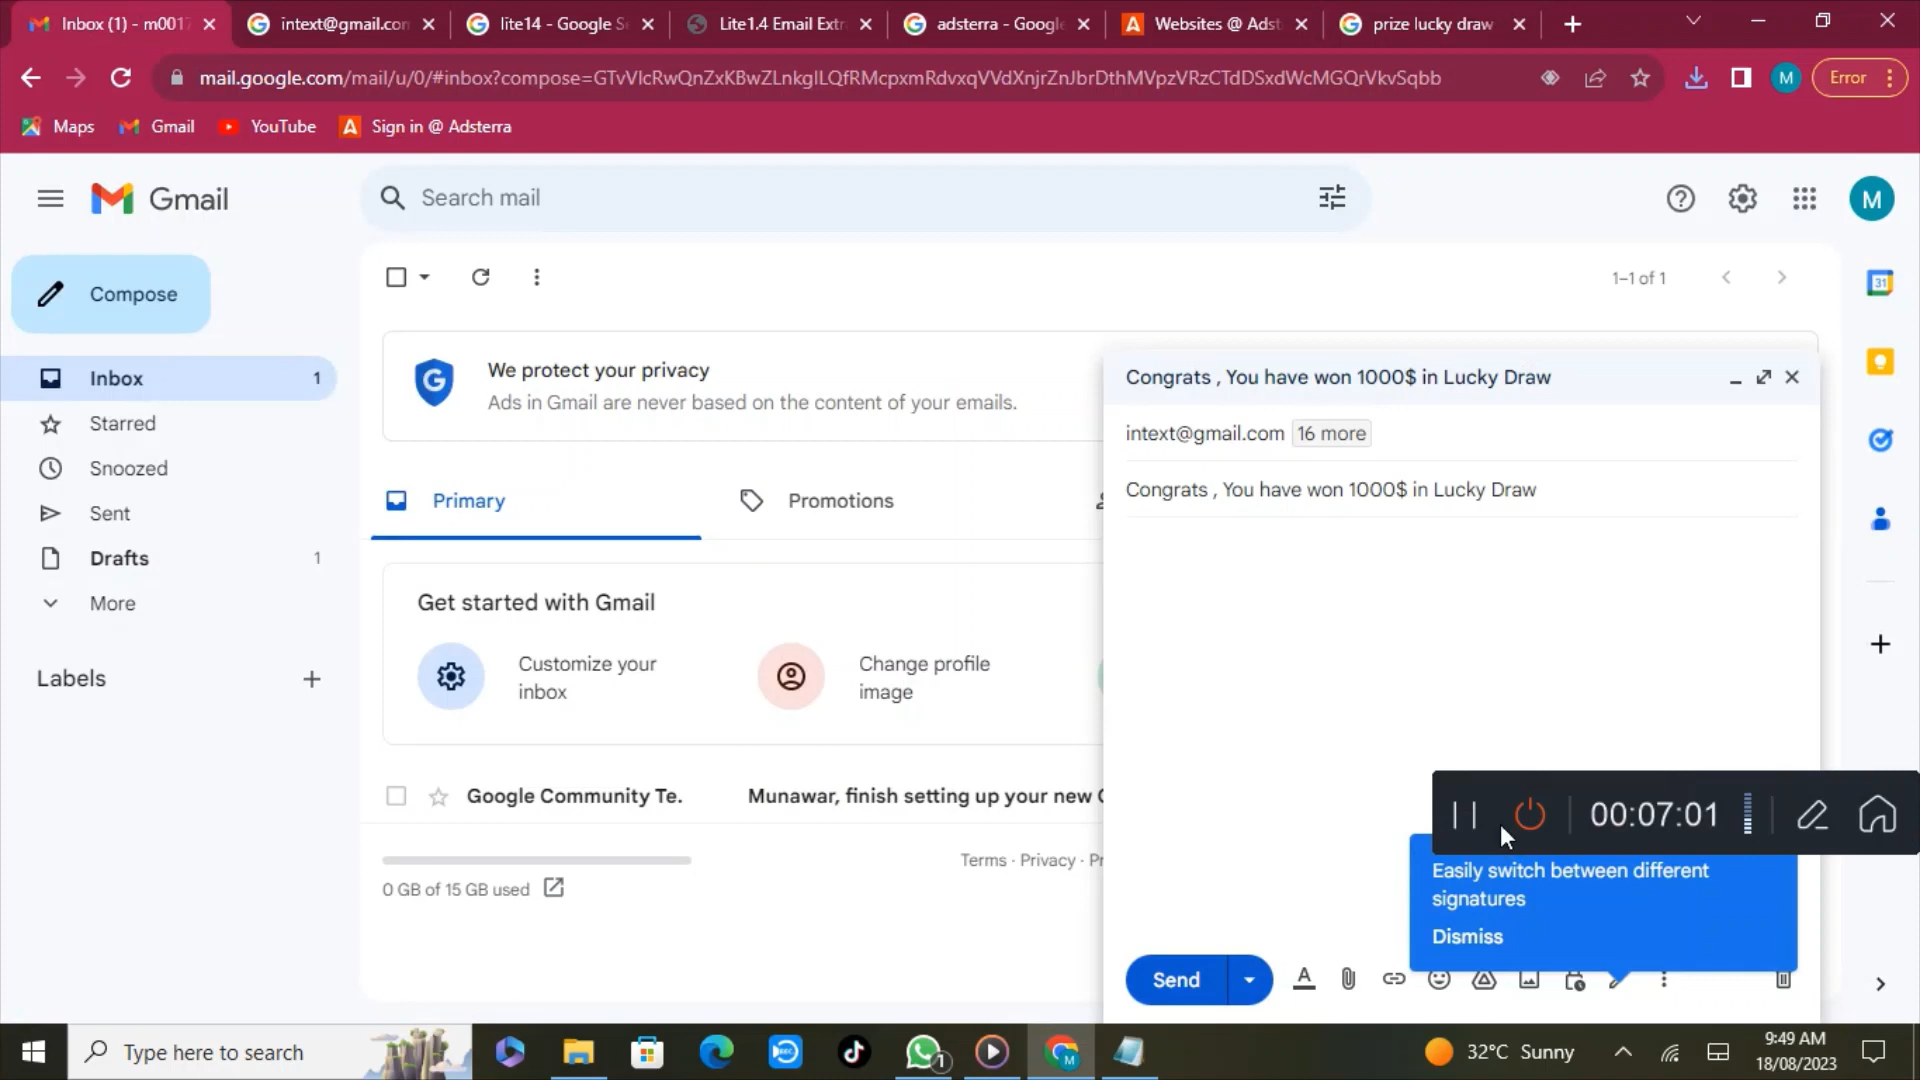 Inbox (1) - m0017
intext@gmail.con
lite14 - Google S
Lite1.4 Email Extr
adsterra - Google
Websites @ Adst
prize lucky draw
mail.google.com/mail/u/0/#inbox?compose=GTvVlcRwQnZxKBwZLnkglLQfRMcpxmRdvxqVVdXnjrZnJbrDthMVpzVRzCTdDSxdWcMGQrVkvSqbb
M
Error
Maps
Gmail
YouTube
Sign in @ Adsterra
Gmail
Search mail
M
Compose
1–1 of 1
31
Inbox 1
Starred
Snoozed
Sent
Drafts 1
More
Labels
We protect your privacy
Ads in Gmail are never based on the content of your emails.
Primary
Promotions
Get started with Gmail
Customize your
inbox
Change profile
image
Google Community Te.
Munawar, finish setting up your new
Terms · Privacy ·
0 GB of 15 GB used
Congrats , You have won 1000$ in Lucky Draw
intext@gmail.com 16 more
Congrats , You have won 1000$ in Lucky Draw
00:07:01
Easily switch between different
signatures
Dismiss
Send
Type here to search
REC
1
M
32°C Sunny
9:49 AM
18/08/2023